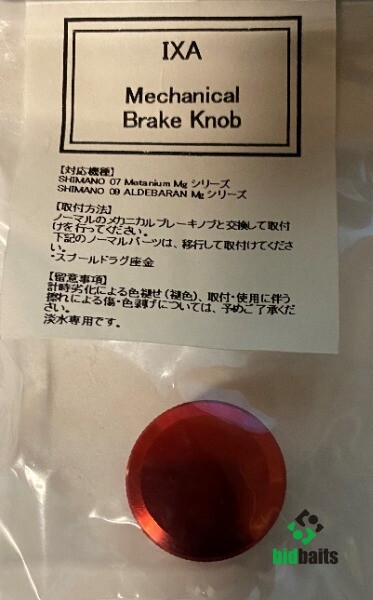 IXA
Mechanical
Brake Knob
【対応機種】
SHIMANO 07 Metanium Mg シリーズ
SHIMANO 09 ALDEBARAN Mg シリーズ
【取付方法】
ノーマルのメカニカルブレーキノブと交換して取付
けを行ってください。
下記のノーマルパーツは、移行して取付けてくださ
い。
・スプールドラグ座金
【留意事項】
計時劣化による色褪せ(褪色)、取付・使用に伴う
擦れによる傷・色剥げについては、予めご了承くだ
さい。
淡水専用です。
bidbaits